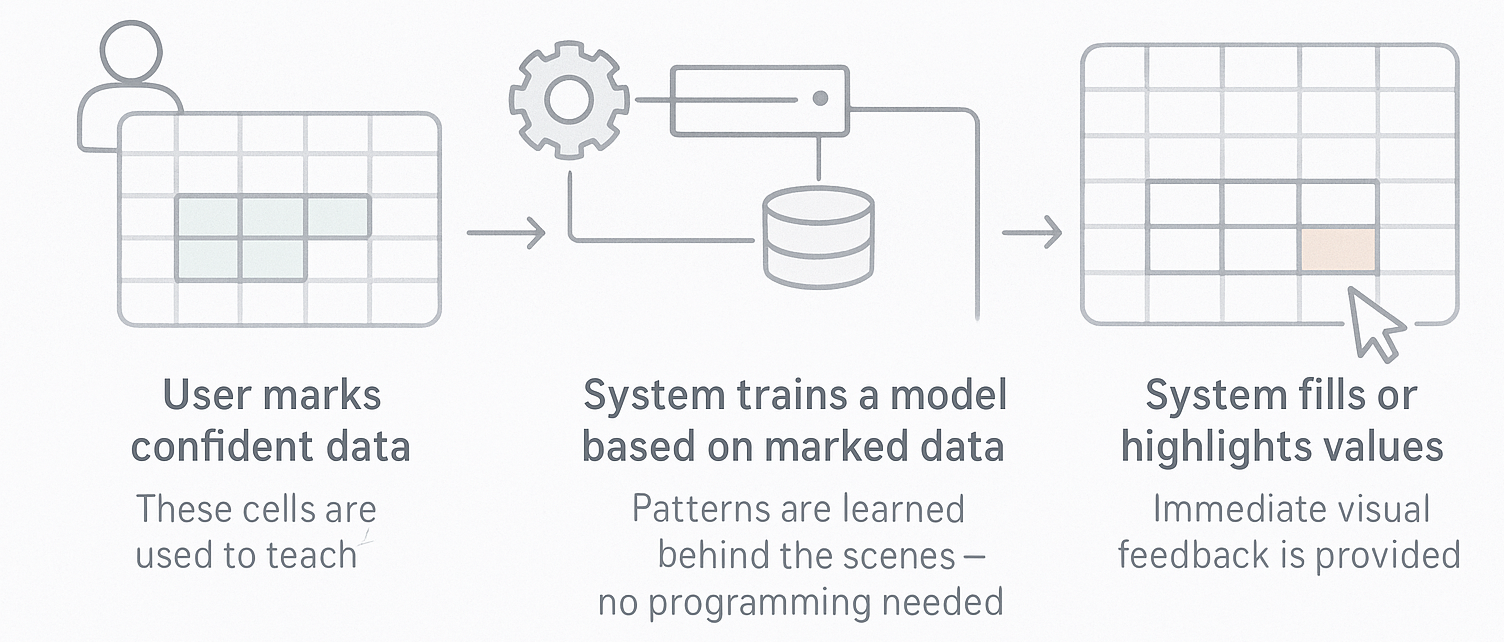 User marks
confident data
These cells are
used to teach
System trains a model
based on marked data
Patterns are learned
behind the scenes –
no programming needed
System fills or
highlights values
Immediate visual
feedback is provided